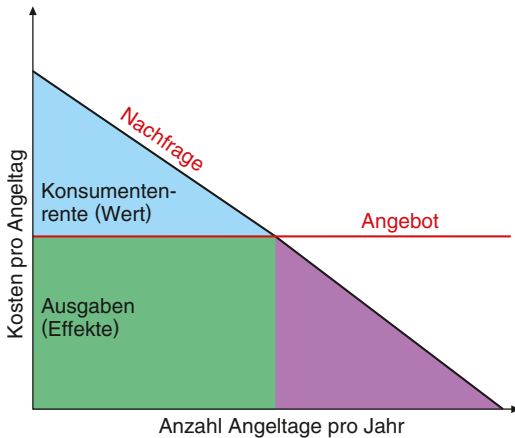 Kosten pro Angeltag
Nachfrage
Konsumenten-
rente (Wert)
Angebot
Ausgaben
(Effekte)
Anzahl Angeltage pro Jahr